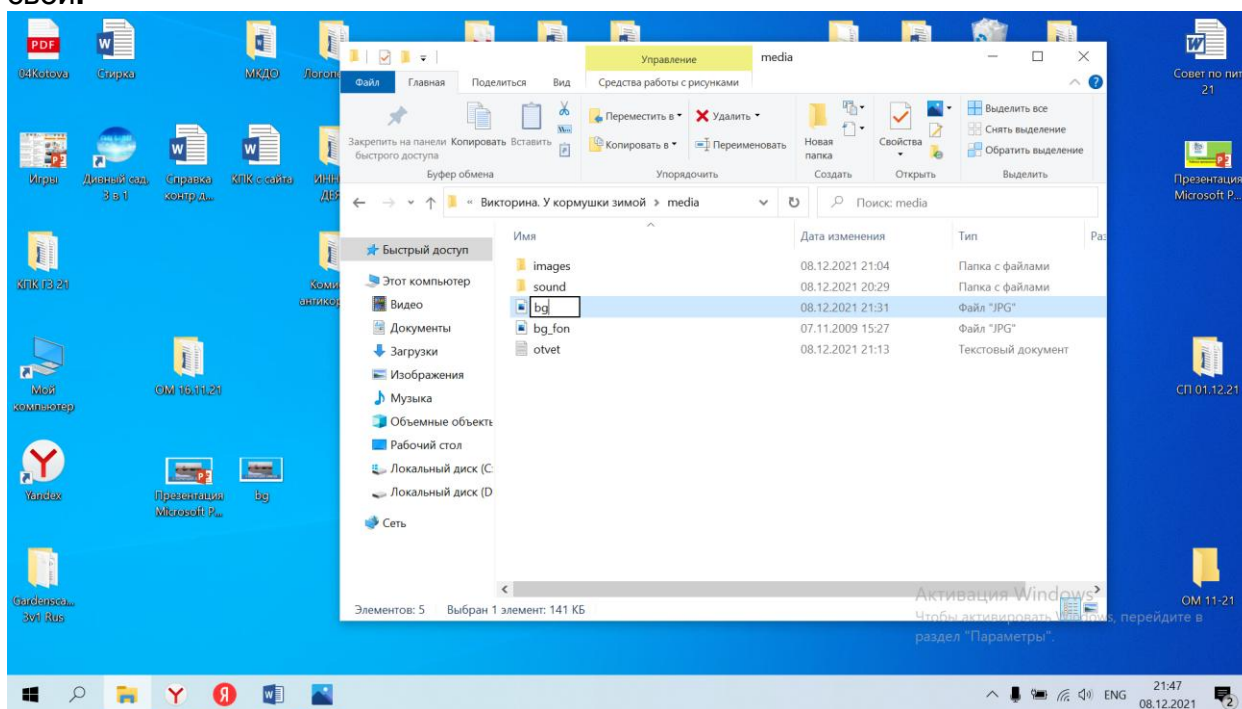 свой.
Управление
media
Файл Главная Поделиться Вид Средства работы с рисунками
Закрепить на панели быстрого доступа
Копировать
Вставить
Переместить в
Копировать в
Удалить
Переименовать
Новая папка
Свойства
Выделить все
Снять выделение
Обратить выделение
Буфер обмена
Упорядочить
Создать
Открыть
Выделить
« Викторина. У кормушки зимой > media
Поиск: media
Имя Дата изменения Тип Раз
images 08.12.2021 21:04 Папка с файлами
sound 08.12.2021 20:29 Папка с файлами
bg 08.12.2021 21:31 Файл "JPG"
bg_fon 07.11.2009 15:27 Файл "JPG"
otvet 08.12.2021 21:13 Текстовый документ
Быстрый доступ
Этот компьютер
Видео
Документы
Загрузки
Изображения
Музыка
Объемные объекты
Рабочий стол
Локальный диск (C
Локальный диск (D
Сеть
Элементов: 5 Выбран 1 элемент: 141 КБ
Активация Windows
Чтобы активировать Windows, перейдите в
раздел "Параметры".
PDF
04Kotova
Стирка
МКДО
Игры
Дивный сад.
3 в 1
Справка
контр д...
КПК с сайта
КПК 13 21
Мой
компьютер
ОМ 16.11.21
Yandex
Презентация
Microsoft P...
bg
3v1 Rus
Совет по пит
21
Презентация
Microsoft P...
СП 01.12.21
ОМ 11-21
ENG
21:47
08.12.2021
2